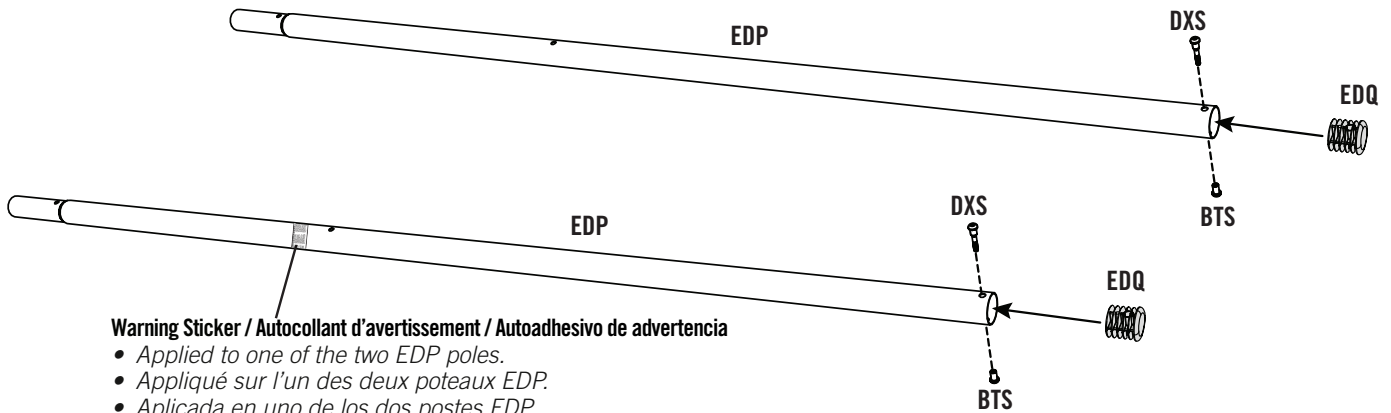 EDP
DXS
EDQ
BTS
EDP
DXS
EDQ
BTS
Warning Sticker / Autocollant d'avertissement / Autoadhesivo de advertencia
• Applied to one of the two EDP poles.
• Appliqué sur l'un des deux poteaux EDP.
• Aplicada en uno de los dos postes EDP